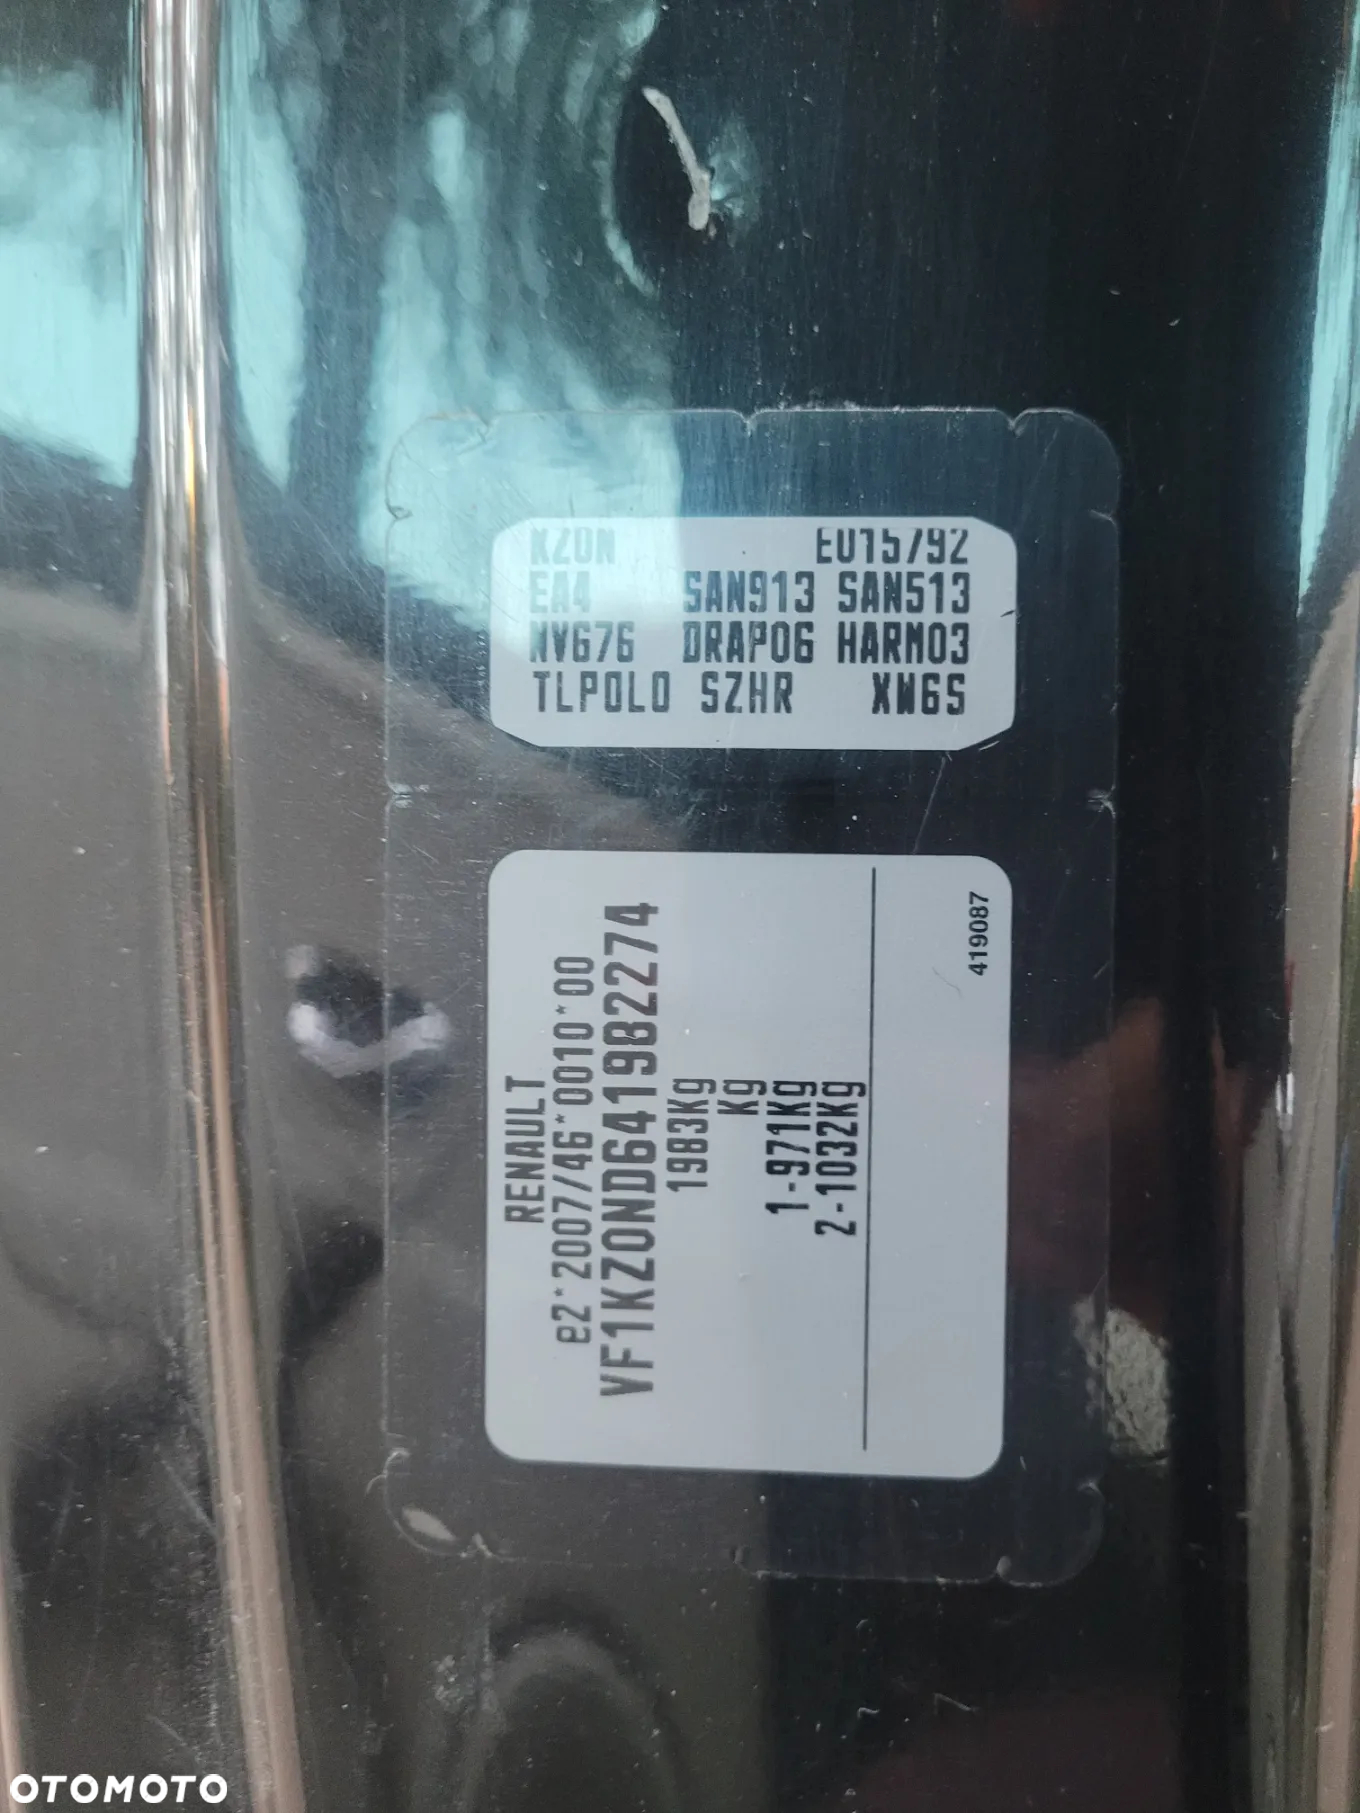 KZ0N EU15792
EA4 SAN913 SAN513
NV676 DRAP06 HARM03
TLPOLO SZHR XW6S
RENAULT
e2*2007/46*0010*00
VF1KZ0ND641982274
1983Kg
Kg
1-971Kg
2-1032Kg
419087
OTOMOTO